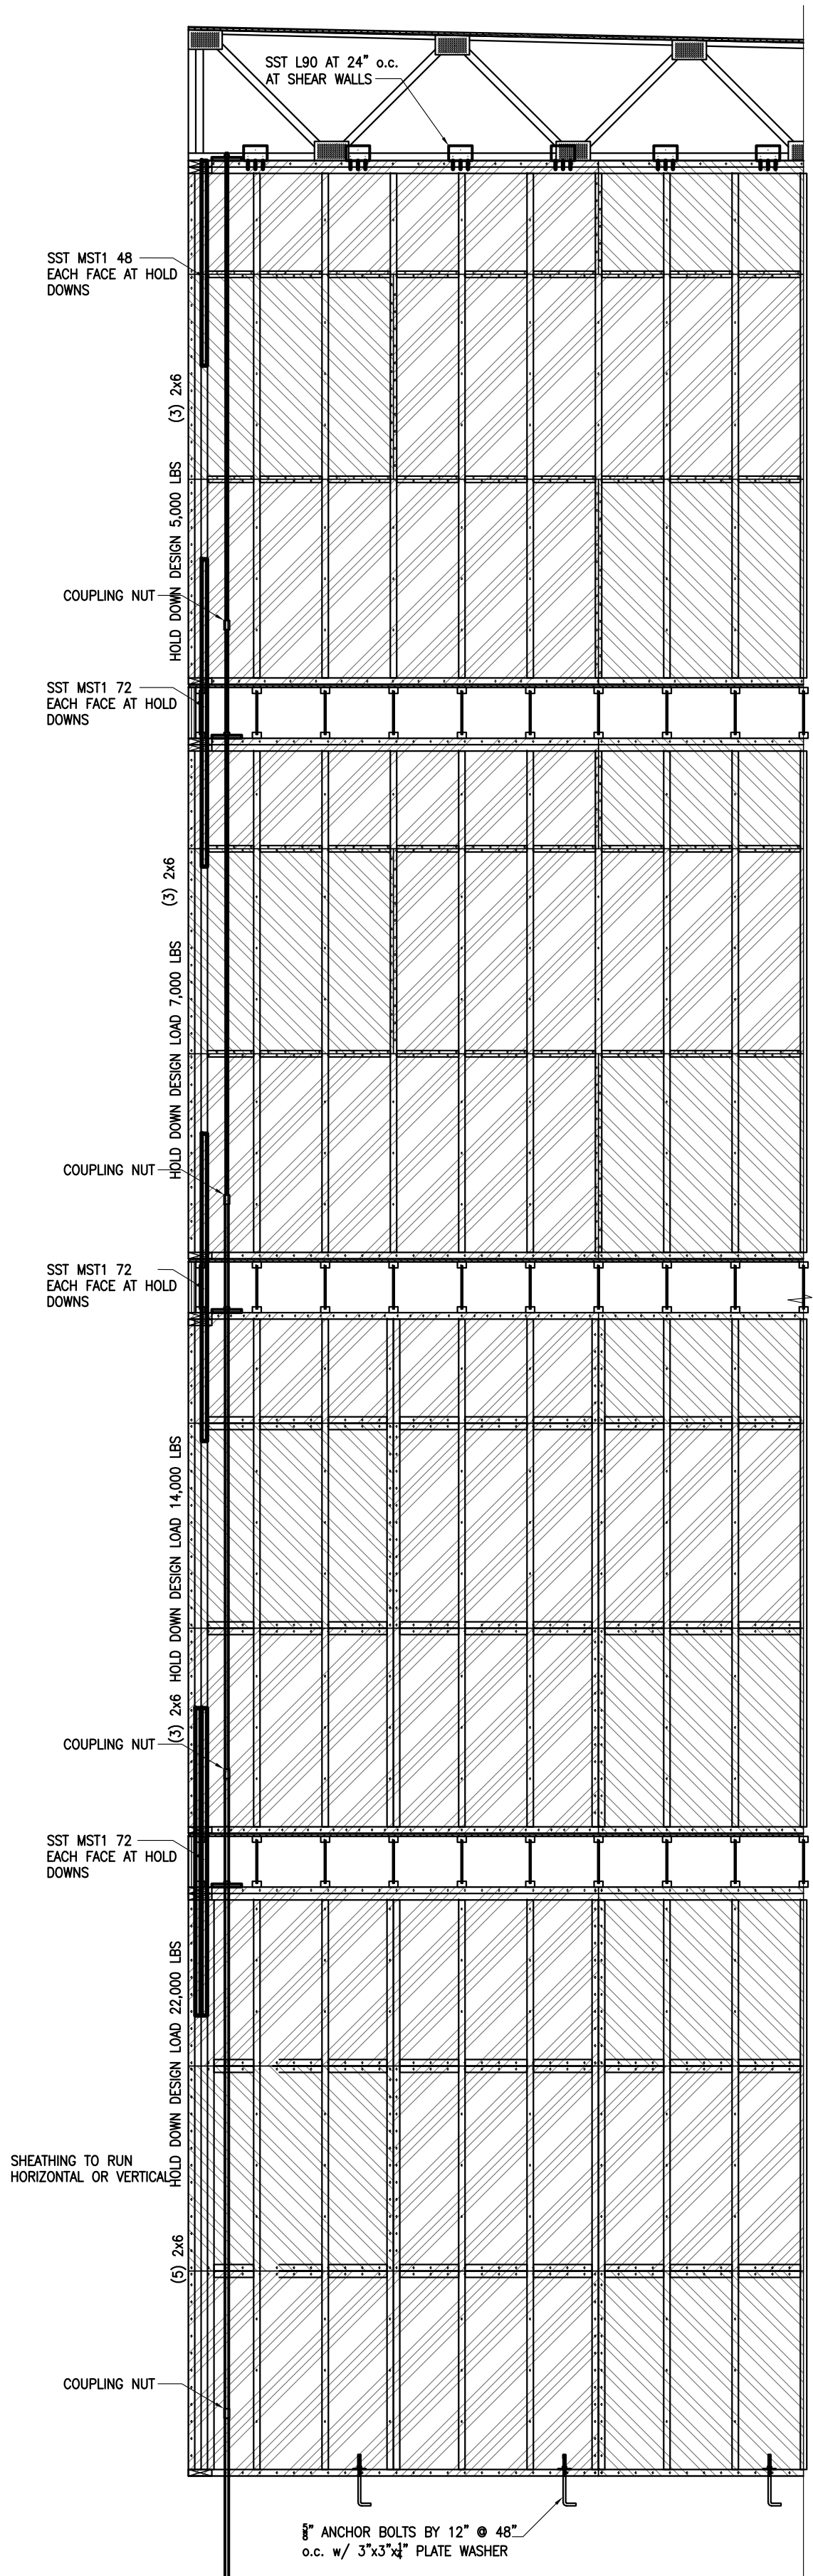 SST L90 AT 24" o.c.
AT SHEAR WALLS
SST MST1 48
EACH FACE AT HOLD
DOWNS
(3) 2x6
HOLD DOWN DESIGN 5,000 LBS
COUPLING NUT
SST MST1 72
EACH FACE AT HOLD
DOWNS
(3) 2x6
HOLD DOWN DESIGN LOAD 7,000 LBS
COUPLING NUT
SST MST1 72
EACH FACE AT HOLD
DOWNS
(3) 2x6 HOLD DOWN DESIGN LOAD 14,000 LBS
COUPLING NUT
SST MST1 72
EACH FACE AT HOLD
DOWNS
HOLD DOWN DESIGN LOAD 22,000 LBS
SHEATHING TO RUN
HORIZONTAL OR VERTICAL
(5) 2x6
COUPLING NUT
5/8" ANCHOR BOLTS BY 12" @ 48"
o.c. w/ 3"x3"x1/4" PLATE WASHER